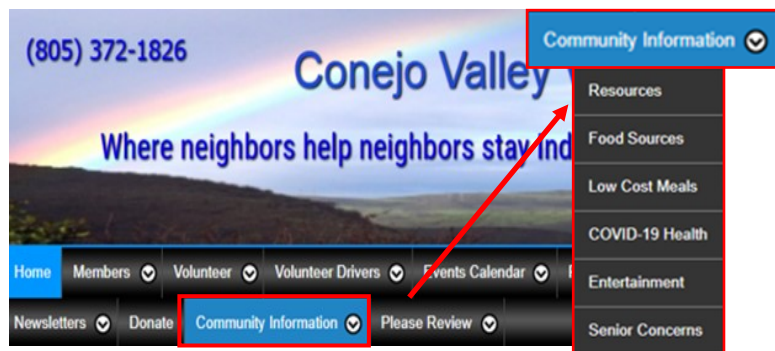 (805) 372-1826
Conejo Valley
Where neighbors help neighbors stay ind
Home Members Volunteer Volunteer Drivers Events Calendar
Newsletters Donate Community Information Please Review
Community Information
Resources
Food Sources
Low Cost Meals
COVID-19 Health
Entertainment
Senior Concerns